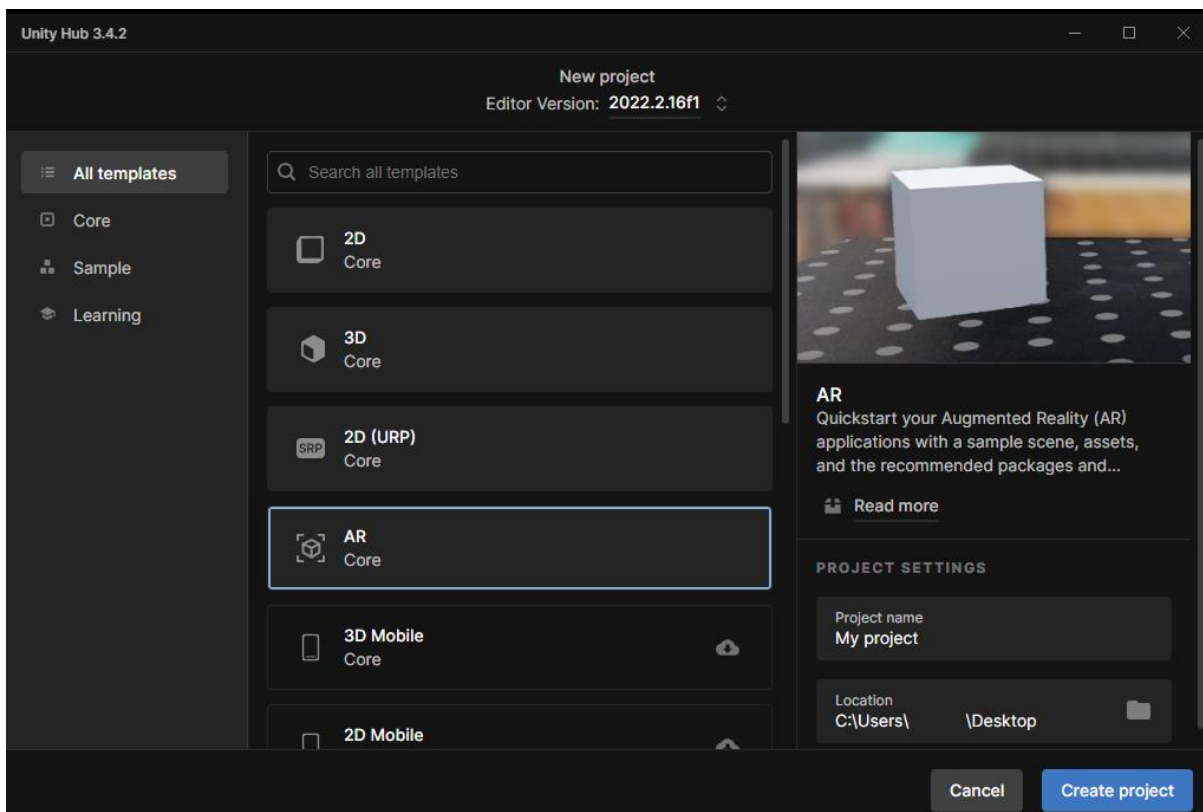 Unity Hub 3.4.2
New project
Editor Version: 2022.2.16f1
All templates
Core
Sample
Learning
Search all templates
2D
Core
3D
Core
SRP
2D (URP)
Core
AR
Core
3D Mobile
Core
2D Mobile
AR
Quickstart your Augmented Reality (AR)
applications with a sample scene, assets,
and the recommended packages and...
Read more
PROJECT SETTINGS
Project name
My project
Location
C:\Users\ \Desktop
Cancel
Create project